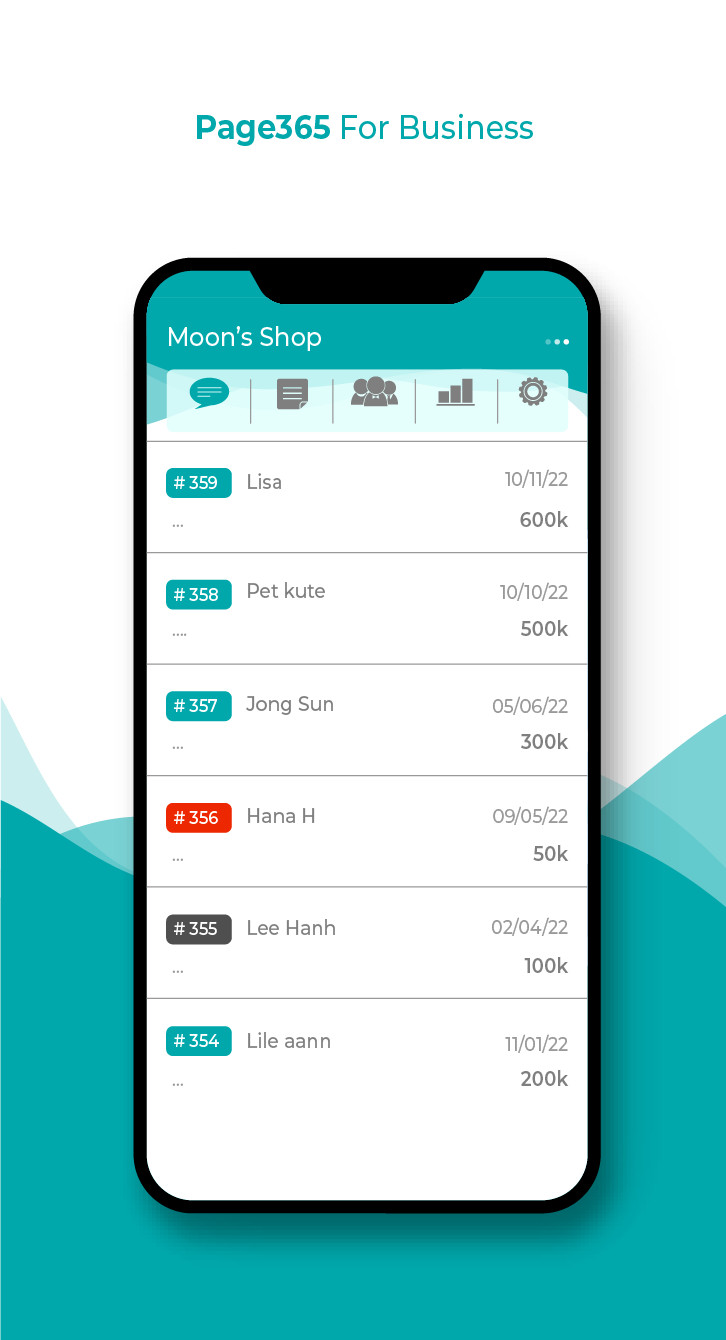 Page365 For Business
Moon's Shop
# 359 Lisa 10/11/22
... 600k
# 358 Pet kute 10/10/22
.... 500k
# 357 Jong Sun 05/06/22
... 300k
# 356 Hana H 09/05/22
... 50k
# 355 Lee Hanh 02/04/22
... 100k
# 354 Lile aann 11/01/22
... 200k